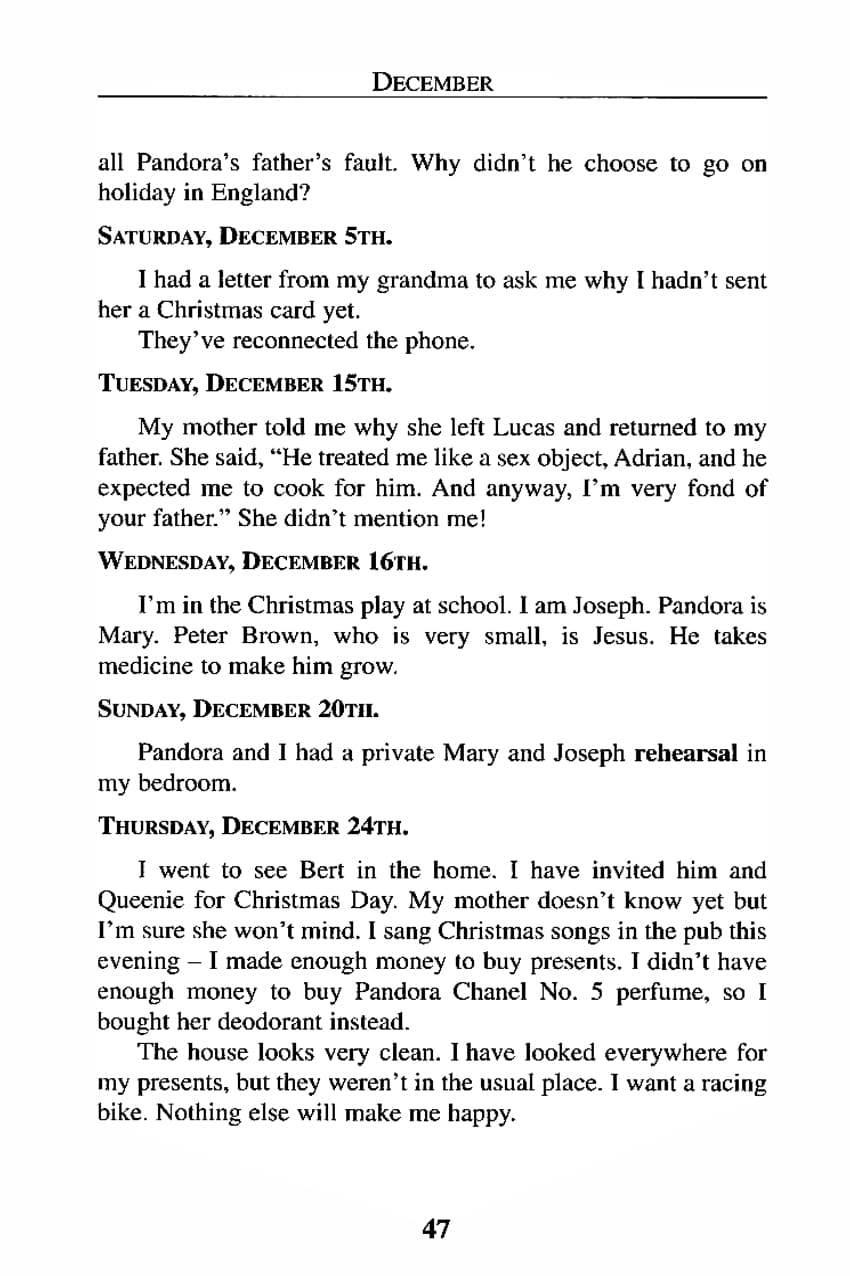 DECEMBER
all Pandora's father's fault. Why didn't he choose to go on
holiday in England?
SATURDAY, DECEMBER 5TH.
I had a letter from my grandma to ask me why I hadn't sent
her a Christmas card yet.
They've reconnected the phone.
TUESDAY, DECEMBER 15TH.
My mother told me why she left Lucas and returned to my
father. She said, “He treated me like a sex object, Adrian, and he
expected me to cook for him. And anyway, I'm very fond of
your father.” She didn't mention me!
WEDNESDAY, DECEMBER 16TH.
I'm in the Christmas play at school. I am Joseph. Pandora is
Mary. Peter Brown, who is very small, is Jesus. He takes
medicine to make him grow.
SUNDAY, DECEMBER 20TH.
Pandora and I had a private Mary and Joseph rehearsal in
my bedroom.
THURSDAY, DECEMBER 24TH.
I went to see Bert in the home. I have invited him and
Queenie for Christmas Day. My mother doesn't know yet but
I'm sure she won't mind. I sang Christmas songs in the pub this
evening – I made enough money to buy presents. I didn't have
enough money to buy Pandora Chanel No. 5 perfume, so I
bought her deodorant instead.
The house looks very clean. I have looked everywhere for
my presents, but they weren't in the usual place. I want a racing
bike. Nothing else will make me happy.
47